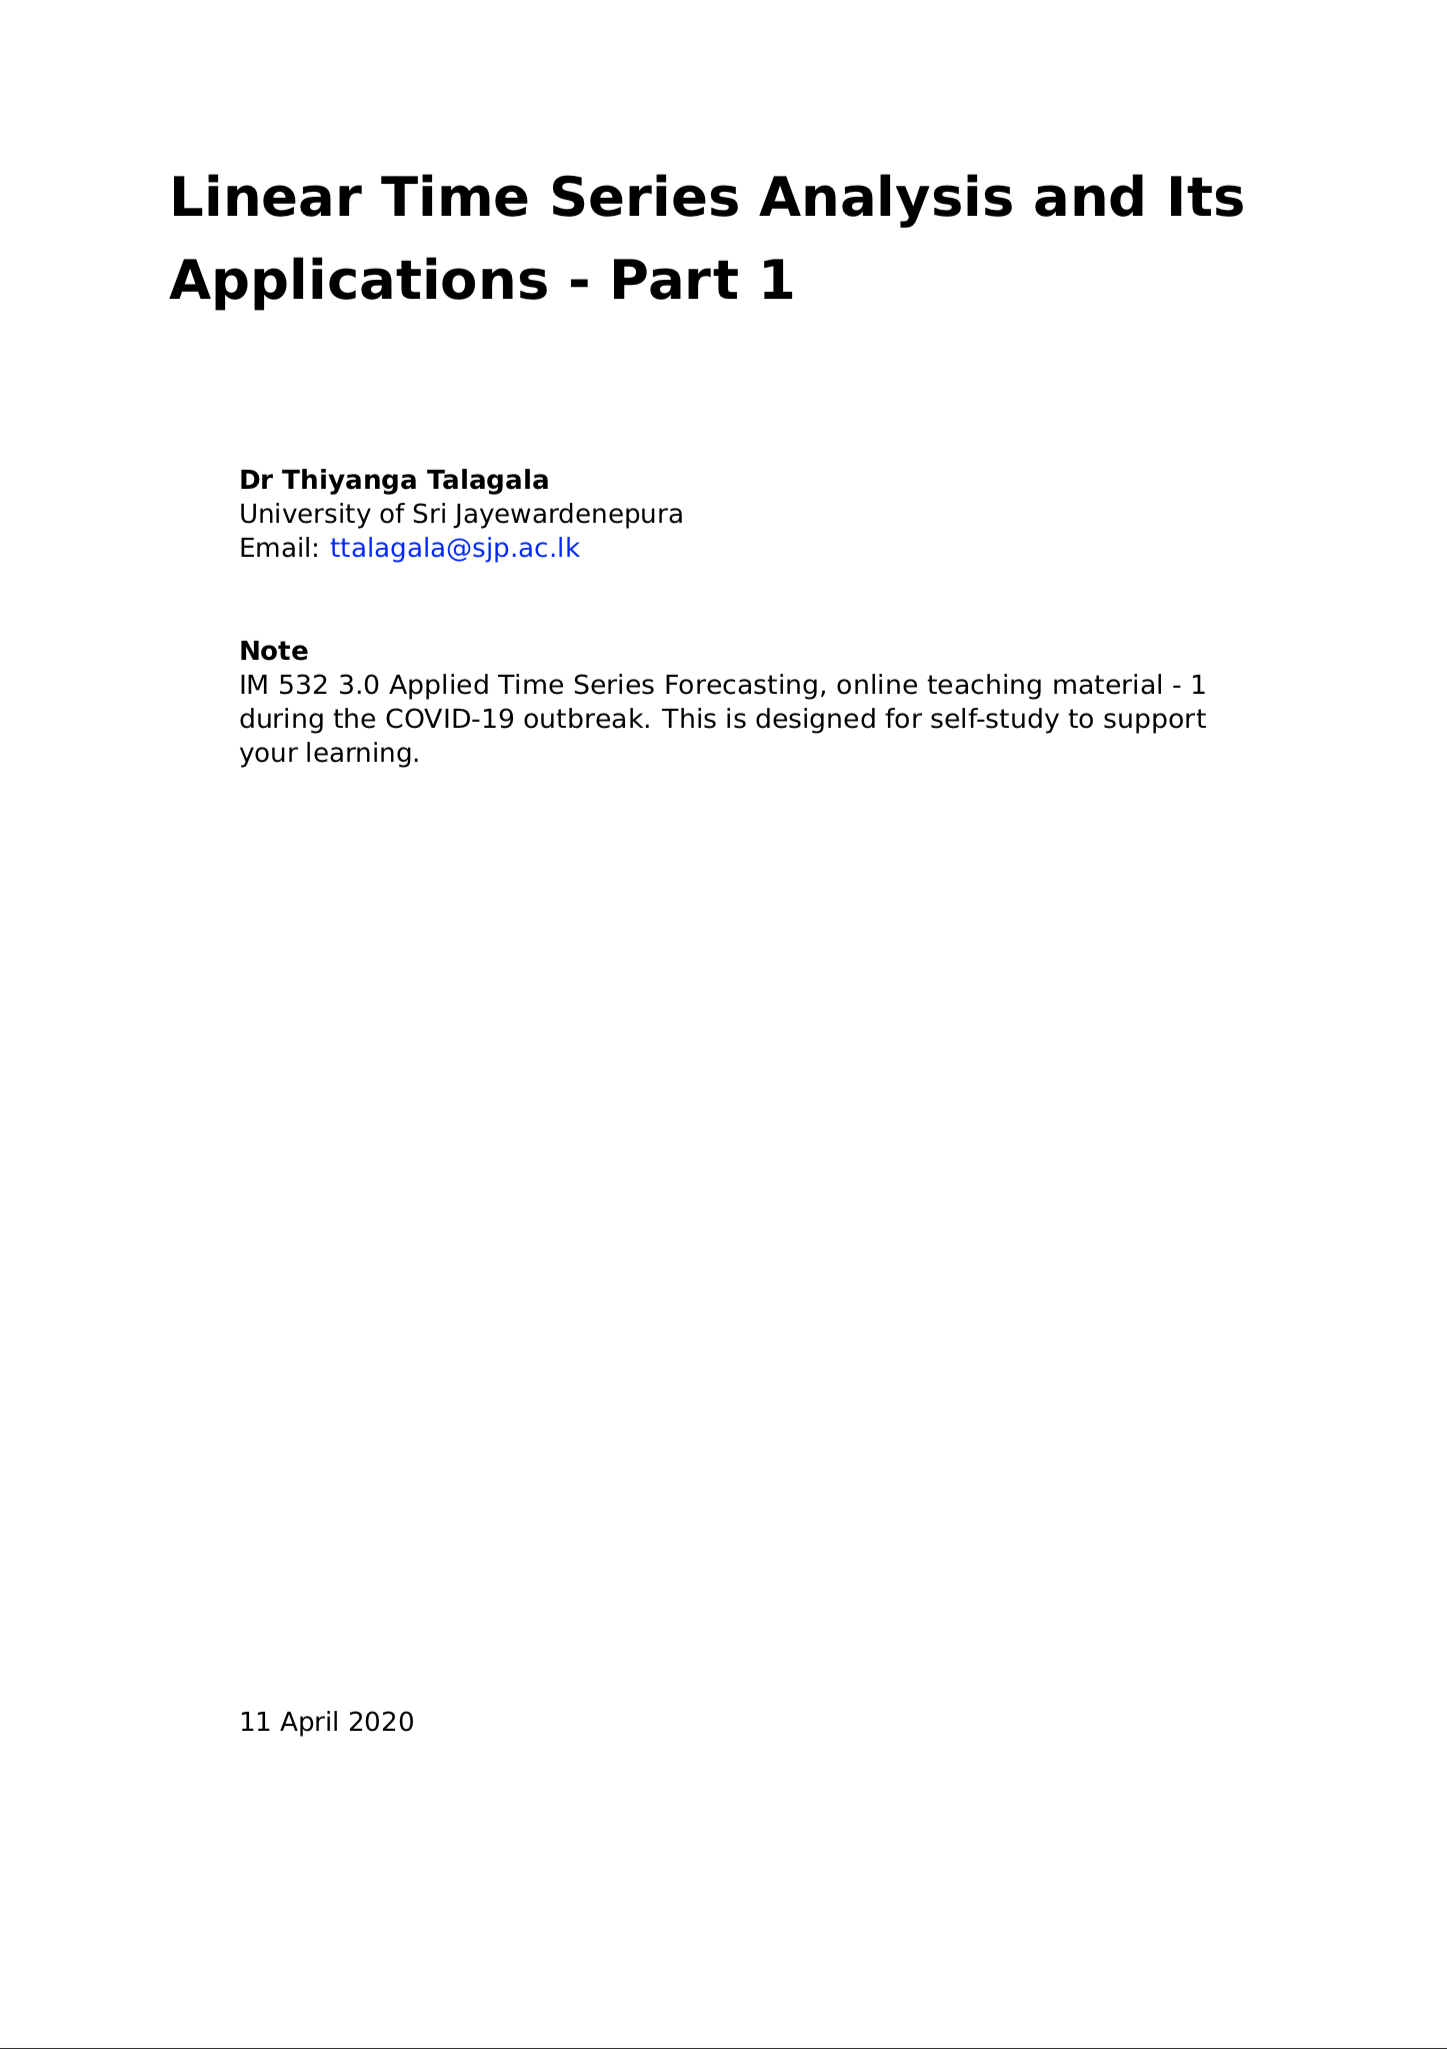 Linear Time Series Analysis and Its
Applications - Part 1
Dr Thiyanga Talagala
University of Sri Jayewardenepura
Email: ttalagala@sjp.ac.lk
Note
IM 532 3.0 Applied Time Series Forecasting, online teaching material - 1
during the COVID-19 outbreak. This is designed for self-study to support
your learning.
11 April 2020